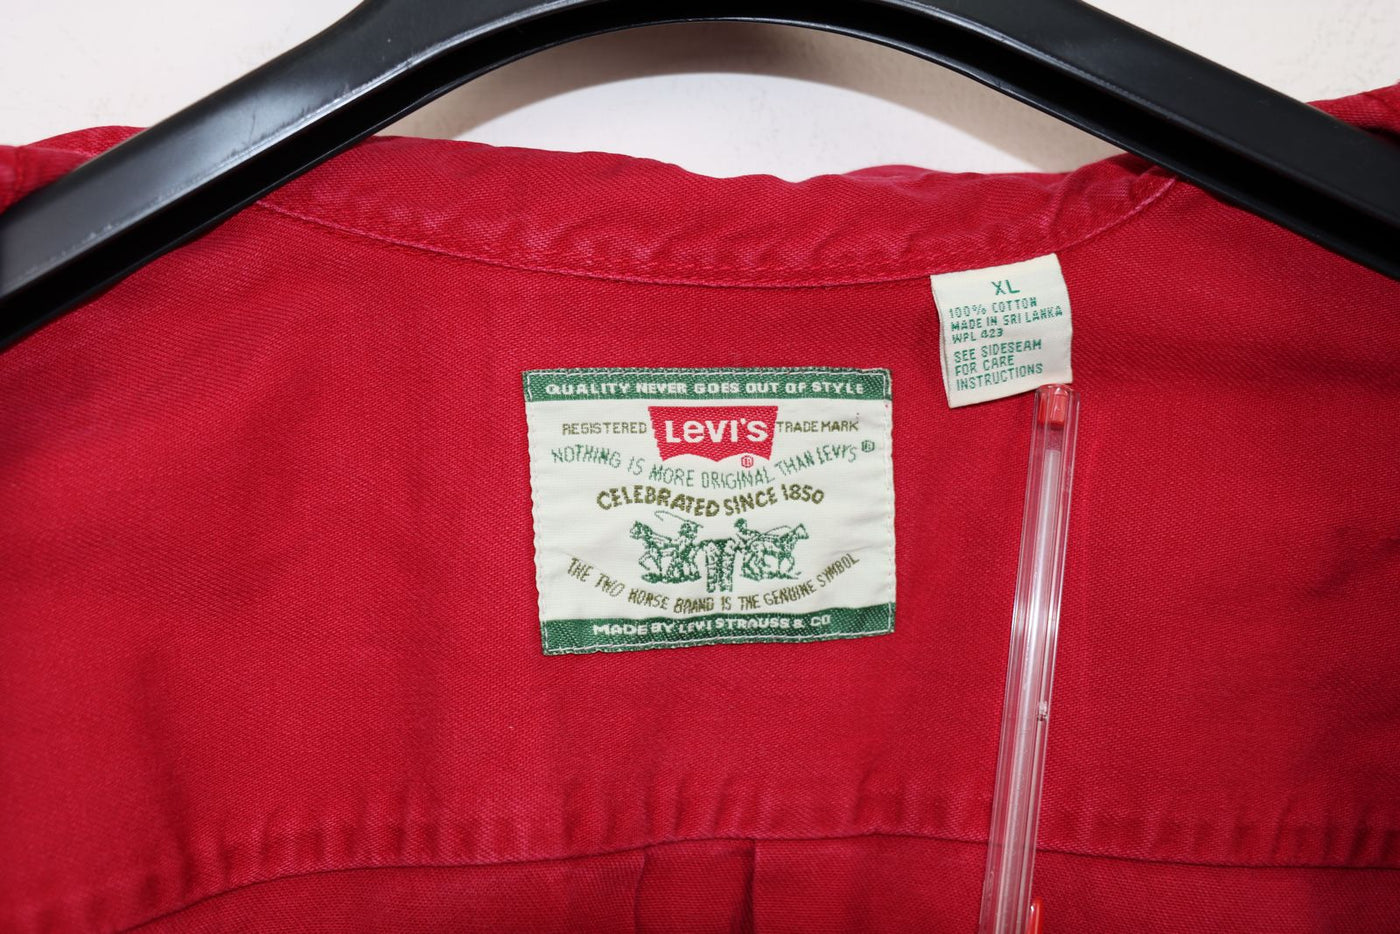 XL
100% COTTON
MADE IN SRI LANKA
WPL 423
SEE SIDESEAM
FOR CARE
INSTRUCTIONS
QUALITY NEVER GOES OUT OF STYLE
REGISTERED LEVI'S TRADE MARK
NOTHING IS MORE ORIGINAL THAN LEVI'S®
CELEBRATED SINCE 1850
THE TWO HORSE BRAND IS THE GENUINE SYMBOL
MADE BY LEVI STRAUSS & CO